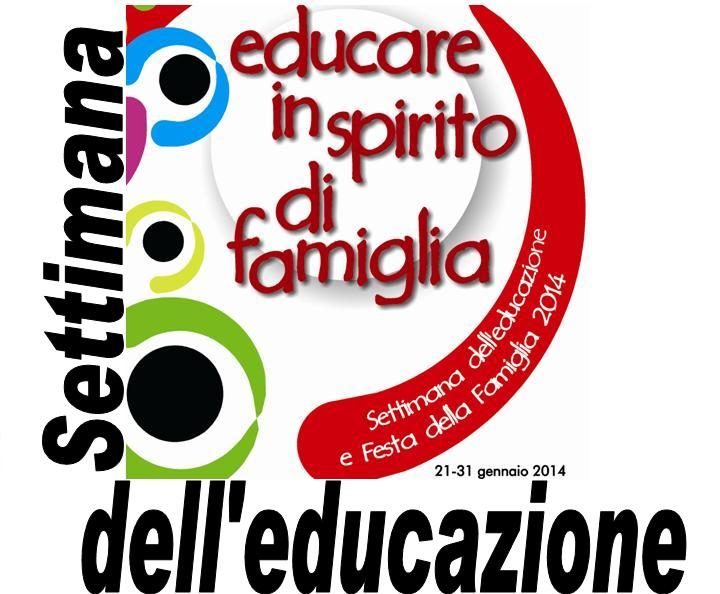 Settimana
educare
in spirito
di
famiglia
Settimana dell'educazione
e Festa della Famiglia 2014
21-31 gennaio 2014
dell'educazione